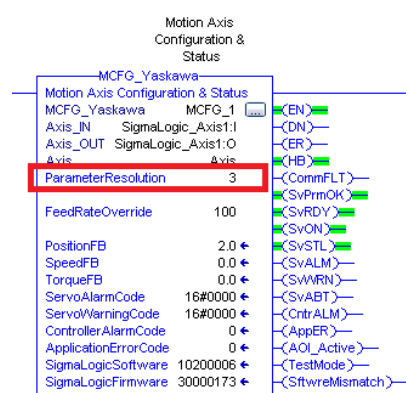 Motion Axis
Configuration &
Status
MCFG_Yaskawa
Motion Axis Configuration & Status
MCFG_Yaskawa MCFG_1 ... (EN)
Axis_IN SigmaLogic_Axis1:I (DN)
Axis_OUT SigmaLogic_Axis1:O (ER)
Axis Axis (HB)
ParameterResolution 3 (CommFLT)
(SvPrmOK)
FeedRateOverride 100 (SvRDY)
(SvON)
PositionFB 2.0 (SvSTL)
SpeedFB 0.0 (SvALM)
TorqueFB 0.0 (SvWRN)
ServoAlarmCode 16#0000 (SvABT)
ServoWarningCode 16#0000 (CntrALM)
ControllerAlarmCode 0 (AppER)
ApplicationErrorCode 0 (AOI_Active)
SigmaLogicSoftware 10200006 (TestMode)
SigmaLogicFirmware 30000173 (SftwreMismatch)